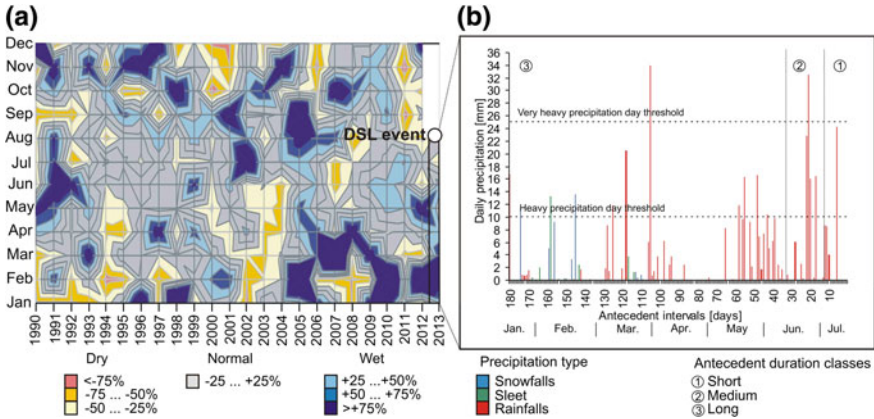 (a)
Dec
Nov
Oct
Sep
Aug
Jul
Jun
May
Apr
Mar
Feb
Jan
DSL event
1990
1991
1992
1993
1994
1995
1996
1997
1998
1999
2000
2001
2002
2003
2004
2005
2006
2007
2008
2009
2010
2011
2012
2013
Dry
<-75%
-75 ... -50%
-50 ... -25%
Normal
-25 ... +25%
Wet
+25 ...+50%
+50 ... +75%
>+75%
(b)
Daily precipitation [mm]
36
34
32
30
28
26
24
22
20
18
16
14
12
10
8
6
4
2
0
③
②
①
Very heavy precipitation day threshold
Heavy precipitation day threshold
180
170
160
150
140
130
120
110
100
90
80
70
60
50
40
30
20
10
Antecedent intervals [days]
Jan.
Feb.
Mar.
Apr.
May
Jun.
Jul.
Precipitation type
Snowfalls
Sleet
Rainfalls
Antecedent duration classes
① Short
② Medium
③ Long